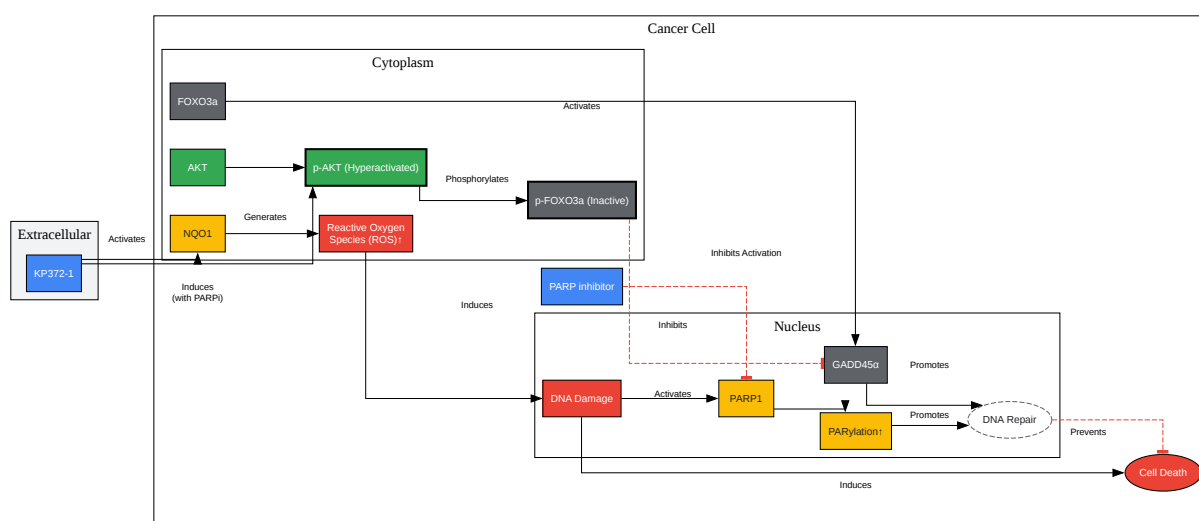 Cancer Cell
Cytoplasm
FOXO3a
Activates
AKT
p-AKT (Hyperactivated)
Phosphorylates
p-FOXO3a (Inactive)
Extracellular
KP372-1
Activates
NQO1
Generates
Reactive Oxygen
Species (ROS)↑
Induces
(with PARPi)
Inhibits Activation
PARP inhibitor
Induces
Inhibits
Nucleus
GADD45α
Promotes
DNA Damage
Activates
PARP1
PARylation↑
Promotes
DNA Repair
Prevents
Cell Death
Induces